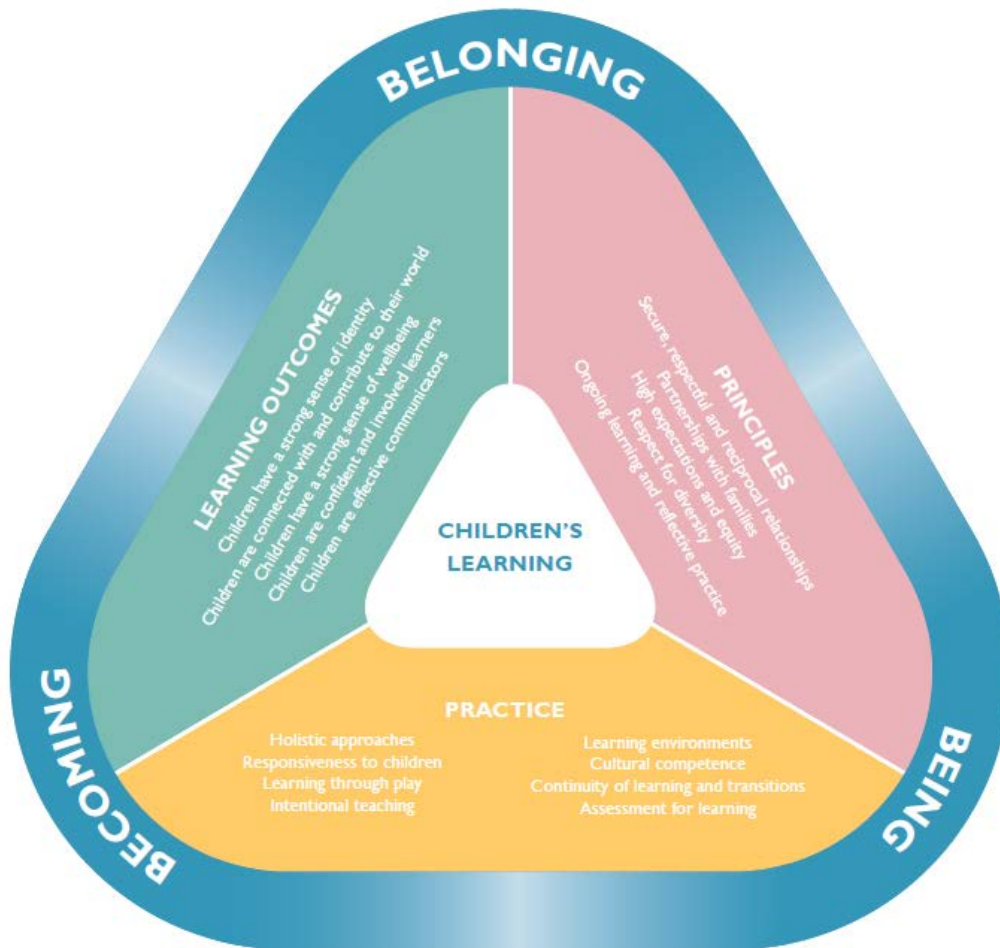 BELONGING
LEARNING OUTCOMES
Children have a strong sense of identity
Children are connected with and contribute to their world
Children have a strong sense of wellbeing
Children are confident and involved learners
Children are effective communicators
PRINCIPLES
Secure, respectful and reciprocal relationships
Partnerships with families
High expectations and equity
Respect for diversity
Ongoing learning and reflective practice
CHILDREN'S
LEARNING
PRACTICE
Holistic approaches
Responsiveness to children
Learning through play
Intentional teaching
Learning environments
Cultural competence
Continuity of learning and transitions
Assessment for learning
BECOMING
BEING